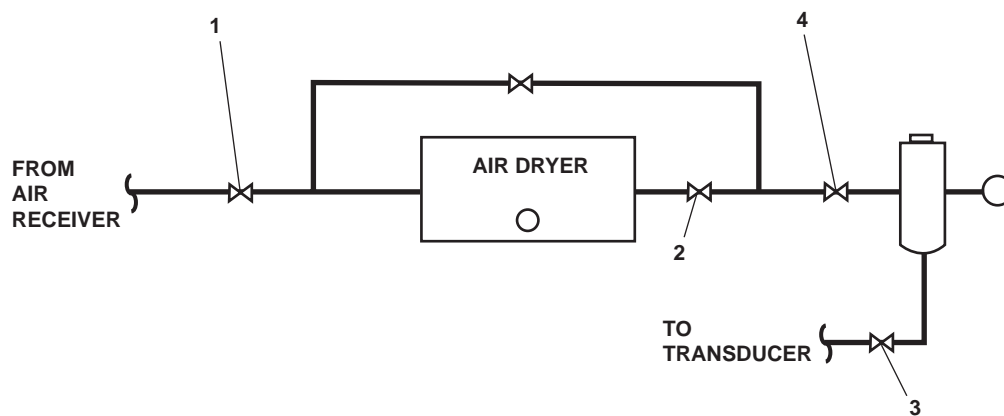 1
4
FROM
AIR
RECEIVER
AIR DRYER
2
TO
TRANSDUCER
3